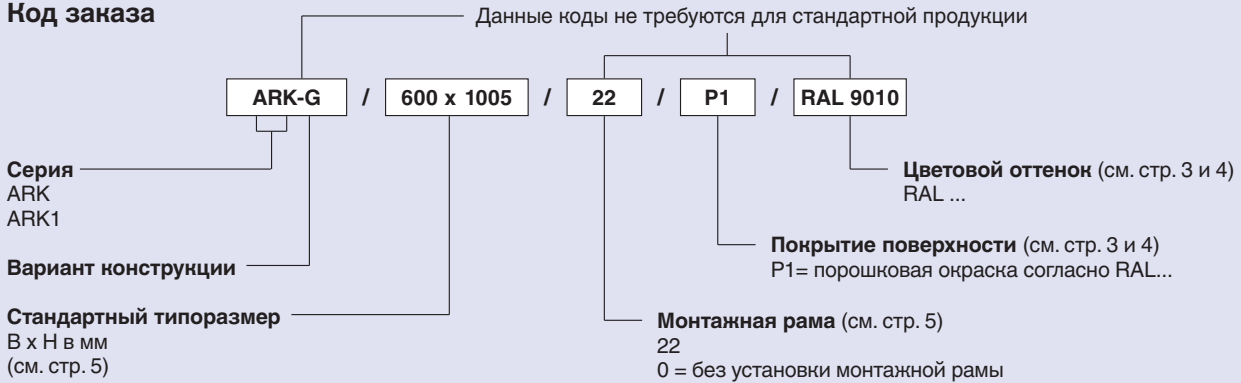 Код заказа
Данные коды не требуются для стандартной продукции
ARK-G / 600 x 1005 / 22 / P1 / RAL 9010
Серия
ARK
ARK1
Вариант конструкции
Стандартный типоразмер
B x H в мм
(см. стр. 5)
Цветовой оттенок (см. стр. 3 и 4)
RAL ...
Покрытие поверхности (см. стр. 3 и 4)
P1= порошковая окраска согласно RAL...
Монтажная рама (см. стр. 5)
22
0 = без установки монтажной рамы